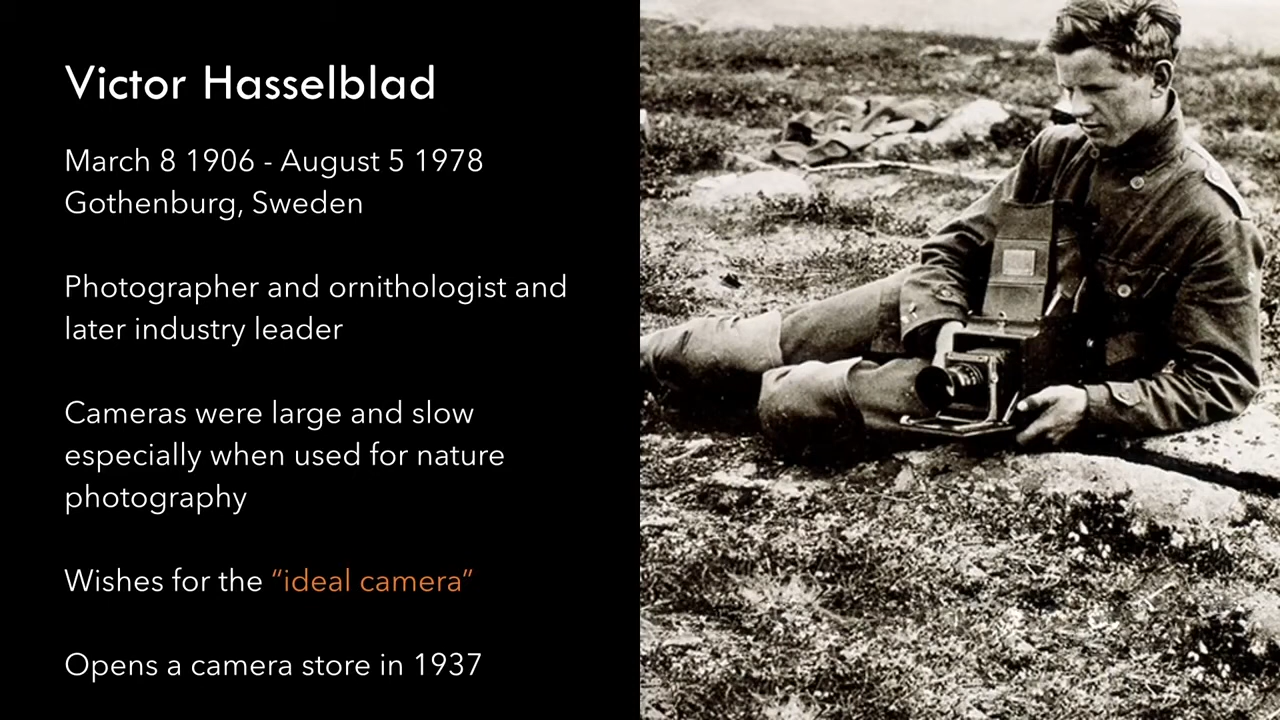 Victor Hasselblad
March 8 1906 - August 5 1978
Gothenburg, Sweden
Photographer and ornithologist and
later industry leader
Cameras were large and slow
especially when used for nature
photography
Wishes for the “ideal camera”
Opens a camera store in 1937